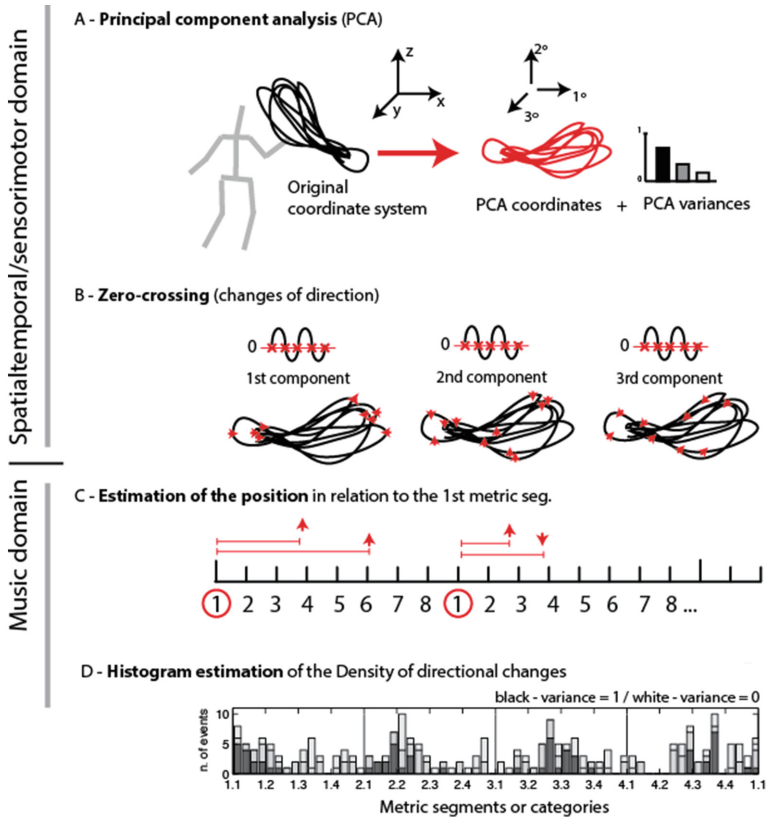 Spatialtemporal/sensorimotor domain
A - Principal component analysis (PCA)
z
x
y
2º
1º
3º
1
0
Original
coordinate system
PCA coordinates + PCA variances
B - Zero-crossing (changes of direction)
0
0
0
1st component
2nd component
3rd component
Music domain
C - Estimation of the position in relation to the 1st metric seg.
1 2 3 4 5 6 7 8 1 2 3 4 5 6 7 8 ...
D - Histogram estimation of the Density of directional changes
black - variance = 1 / white - variance = 0
n. of events
10
5
0
1.1 1.2 1.3 1.4 2.1 2.2 2.3 2.4 3.1 3.2 3.3 3.4 4.1 4.2 4.3 4.4 1.1
Metric segments or categories